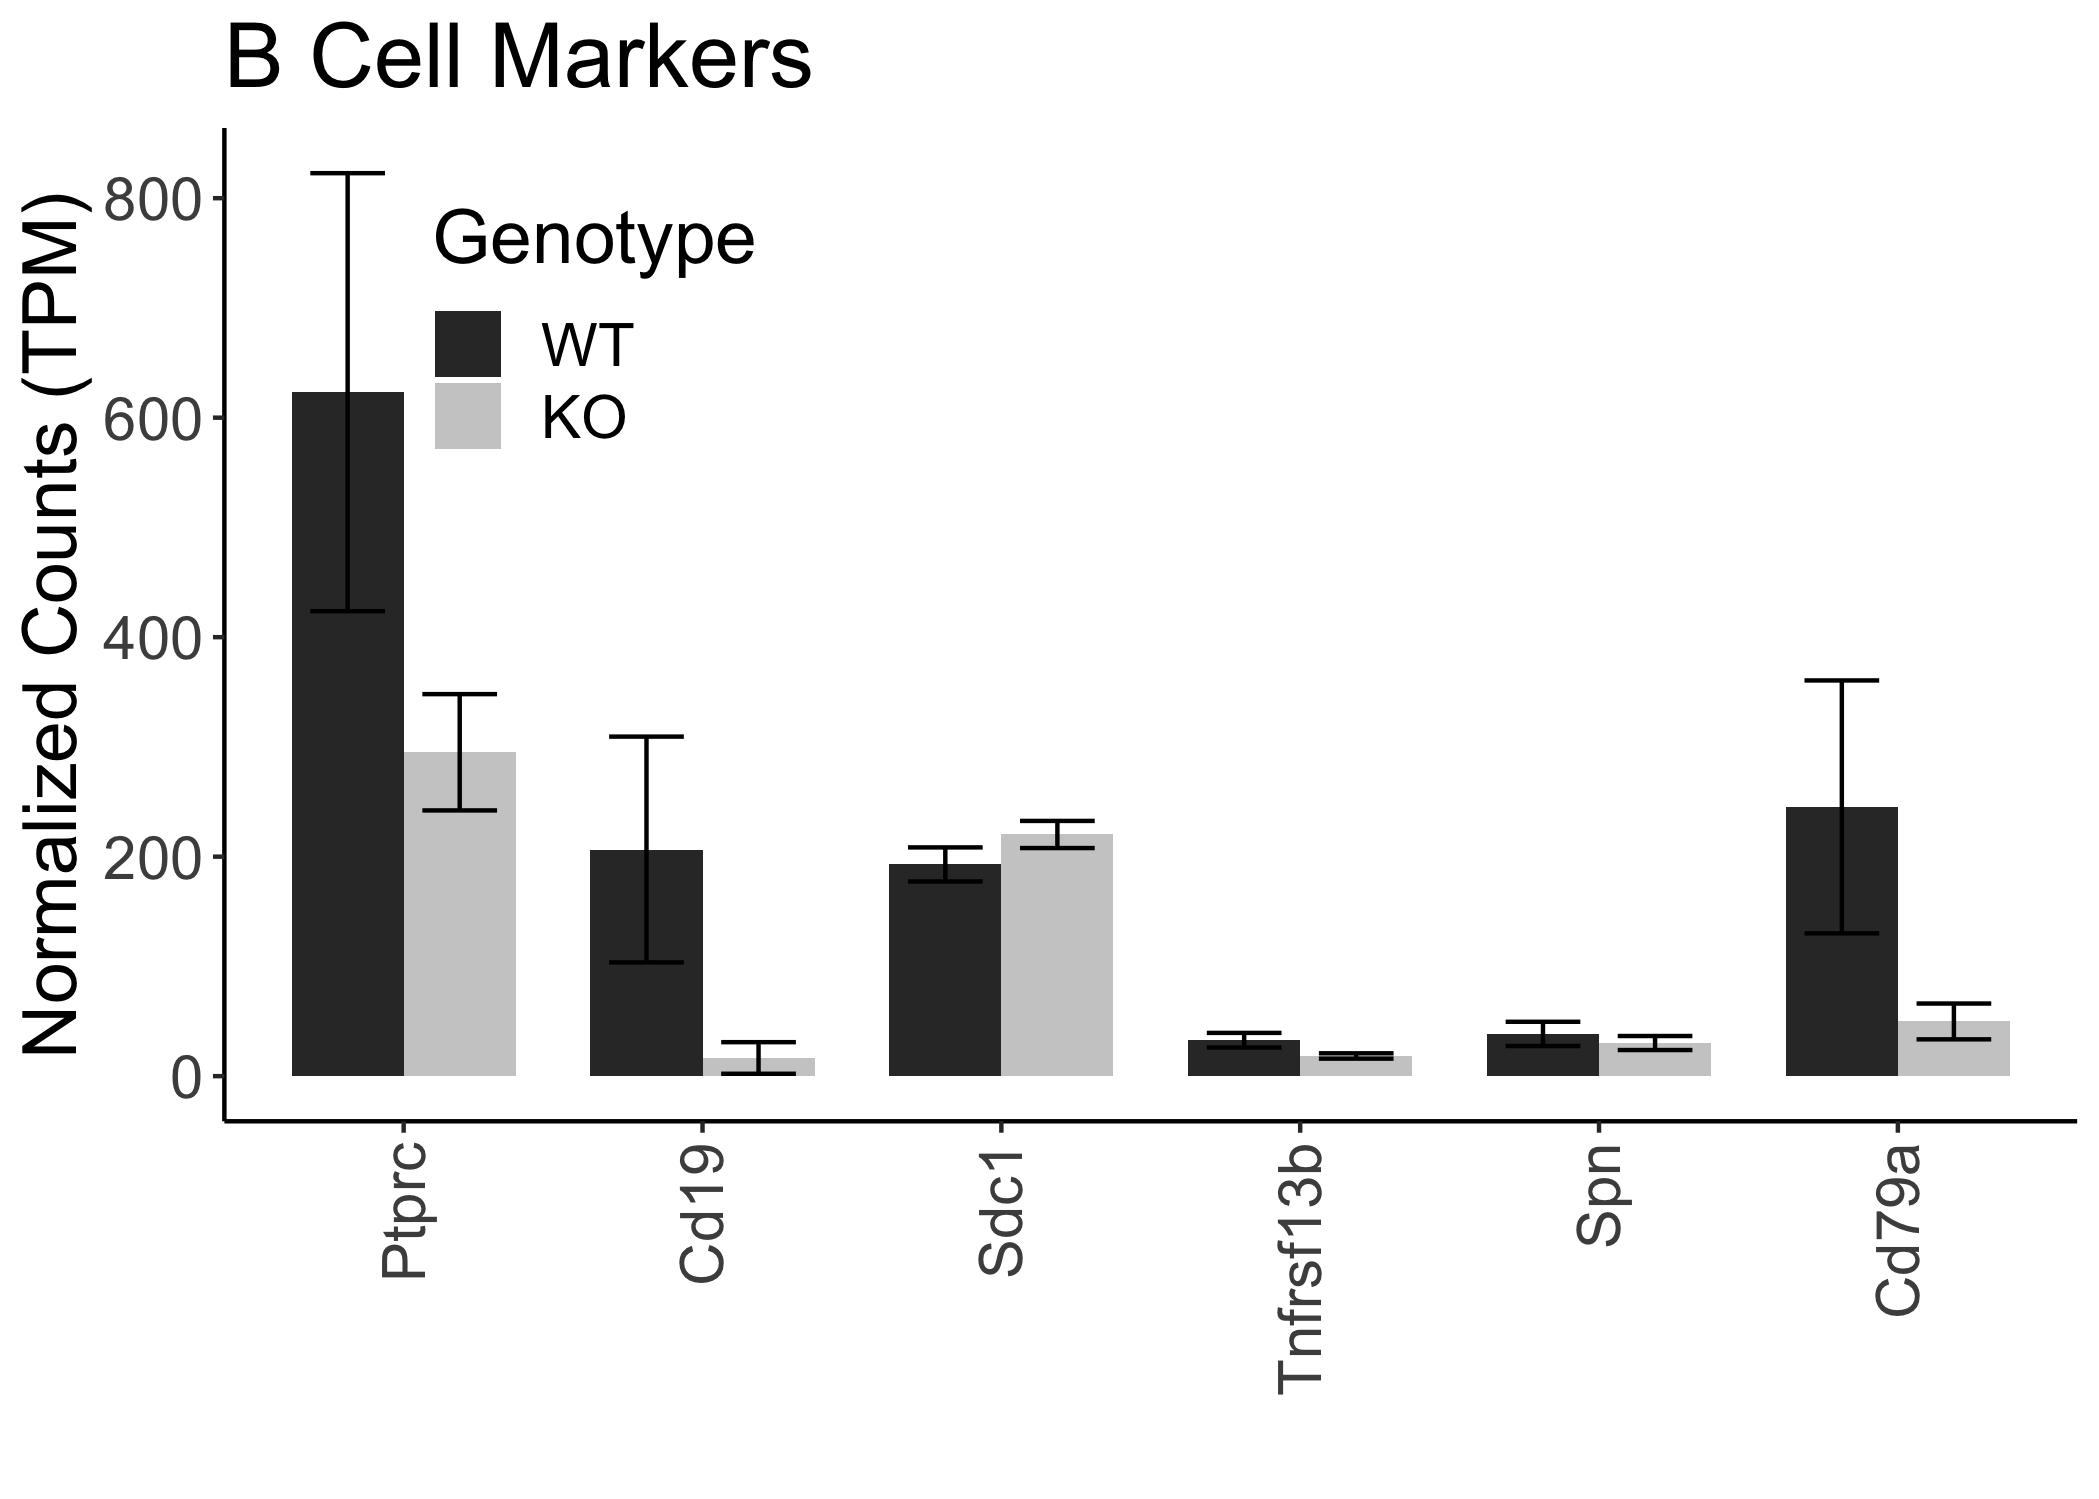 B Cell Markers
Normalized Counts (TPM)
800
600
400
200
0
Genotype
WT
KO
Ptprc
Cd19
Sdc1
Tnfrsf13b
Spn
Cd79a